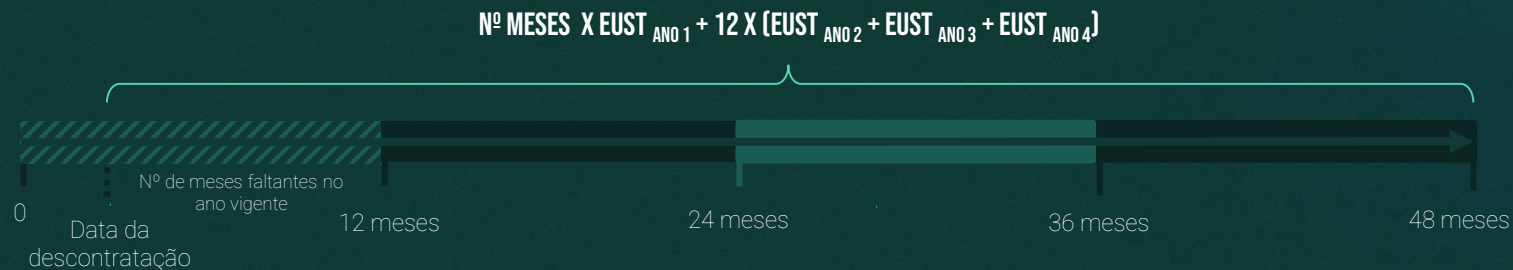 Nº MESES X EUST ANO 1 + 12 X (EUST ANO 2 + EUST ANO 3 + EUST ANO 4)
Nº de meses faltantes no
ano vigente
0
Data da
descontratação
12 meses
24 meses
36 meses
48 meses